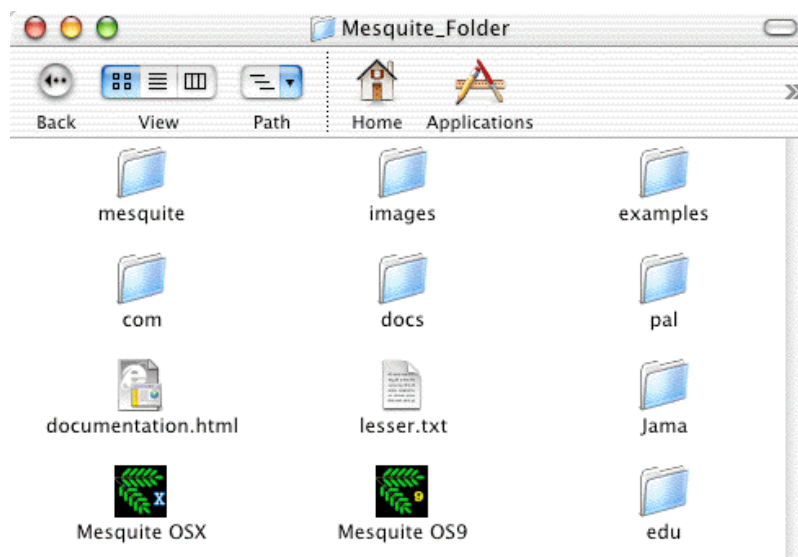 Mesquite_Folder
Back View Path Home Applications
mesquite images examples
com docs pal
documentation.html lesser.txt Jama
X 9
Mesquite OSX Mesquite OS9 edu